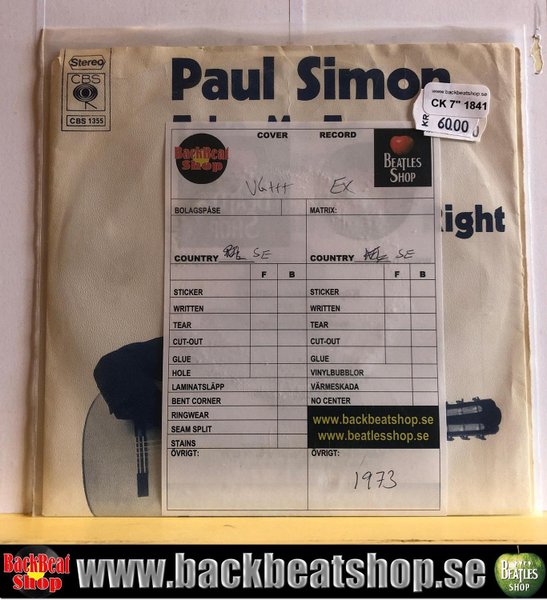 Stereo
CBS
CBS 1355
Paul Simon
www.backbeatshop.se
CK 7" 1841
KR
60.00
COVER RECORD
BackBeat Shop
BEATLES SHOP
VG+++ EX
Right
BOLAGSPÅSE MATRIX:
COUNTRY SE COUNTRY SE
F B F B
STICKER STICKER
WRITTEN WRITTEN
TEAR TEAR
CUT-OUT CUT-OUT
GLUE GLUE
HOLE VINYLBUBBLOR
LAMINATSLÄPP VÄRMESKADA
BENT CORNER NO CENTER
RINGWEAR www.backbeatshop.se
SEAM SPLIT www.beatlesshop.se
STAINS
ÖVRIGT: ÖVRIGT:
1973
BackBeat Shop www.backbeatshop.se BEATLES SHOP